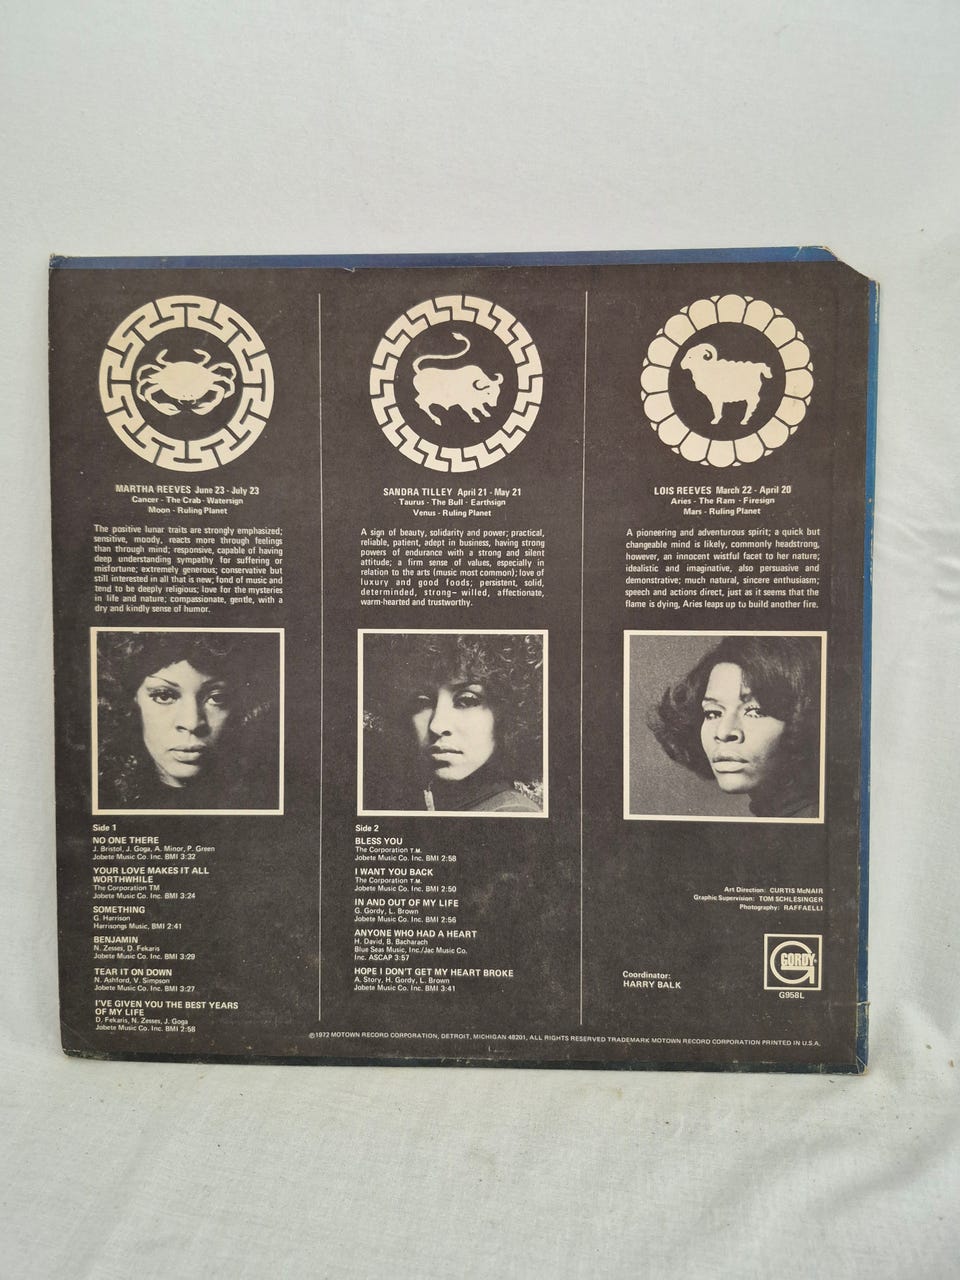 MARTHA REEVES June 23 - July 23
Cancer - The Crab - Watersign
Moon - Ruling Planet
The positive lunar traits are strongly emphasized;
sensitive, moody, reacts more through feelings
than through mind; responsive, capable of having
deep understanding sympathy for suffering or
misfortune; extremely generous; conservative but
still interested in all that is new; fond of music and
tend to be deeply religious; love for the mysteries
in life and nature; compassionate, gentle, with a
dry and kindly sense of humor.
Side 1
NO ONE THERE
J. Bristol, J. Goga, A. Minor, P. Green
Jobete Music Co. Inc. BMI 3:32
YOUR LOVE MAKES IT ALL
WORTHWHILE
The Corporation TM
Jobete Music Co. Inc. BMI 3:24
SOMETHING
G. Harrison
Harrisongs Music, BMI 2:41
BENJAMIN
N. Zesses, D. Fekaris
Jobete Music Co. Inc. BMI 3:29
TEAR IT ON DOWN
N. Ashford, V. Simpson
Jobete Music Co. Inc. BMI 3:27
I'VE GIVEN YOU THE BEST YEARS
OF MY LIFE
D. Fekaris, N. Zesses, J. Goga
Jobete Music Co. Inc. BMI 2:58
SANDRA TILLEY April 21 - May 21
- Taurus - The Bull - Earthsign
Venus - Ruling Planet
A sign of beauty, solidarity and power; practical,
reliable, patient, adept in business, having strong
powers of endurance with a strong and silent
attitude; a firm sense of values, especially in
relation to the arts (music most common); love of
luxury and good foods; persistent, solid,
determinded, strong- willed, affectionate,
warm-hearted and trustworthy.
Side 2
BLESS YOU
The Corporation T.M.
Jobete Music Co. Inc. BMI 2:58
I WANT YOU BACK
The Corporation T.M.
Jobete Music Co. Inc. BMI 2:50
IN AND OUT OF MY LIFE
G. Gordy, L. Brown
Jobete Music Co. Inc. BMI 2:56
ANYONE WHO HAD A HEART
H. David, B. Bacharach
Blue Seas Music, Inc./Jac Music Co.
Inc. ASCAP 3:57
HOPE I DON'T GET MY HEART BROKE
A. Story, H. Gordy, L. Brown
Jobete Music Co. Inc. BMI 3:41
LOIS REEVES March 22 - April 20
Aries - The Ram - Firesign
Mars - Ruling Planet
A pioneering and adventurous spirit; a quick but
changeable mind is likely, commonly headstrong,
however, an innocent wistful facet to her nature;
idealistic and imaginative, also persuasive and
demonstrative; much natural, sincere enthusiasm;
speech and actions direct, just as it seems that the
flame is dying, Aries leaps up to build another fire.
Art Direction: CURTIS McNAIR
Graphic Supervision: TOM SCHLESINGER
Photography: RAFFAELLI
Coordinator:
HARRY BALK
GORDY
G958L
©1972 MOTOWN RECORD CORPORATION, DETROIT, MICHIGAN 48201, ALL RIGHTS RESERVED TRADEMARK MOTOWN RECORD CORPORATION PRINTED IN U.S.A.